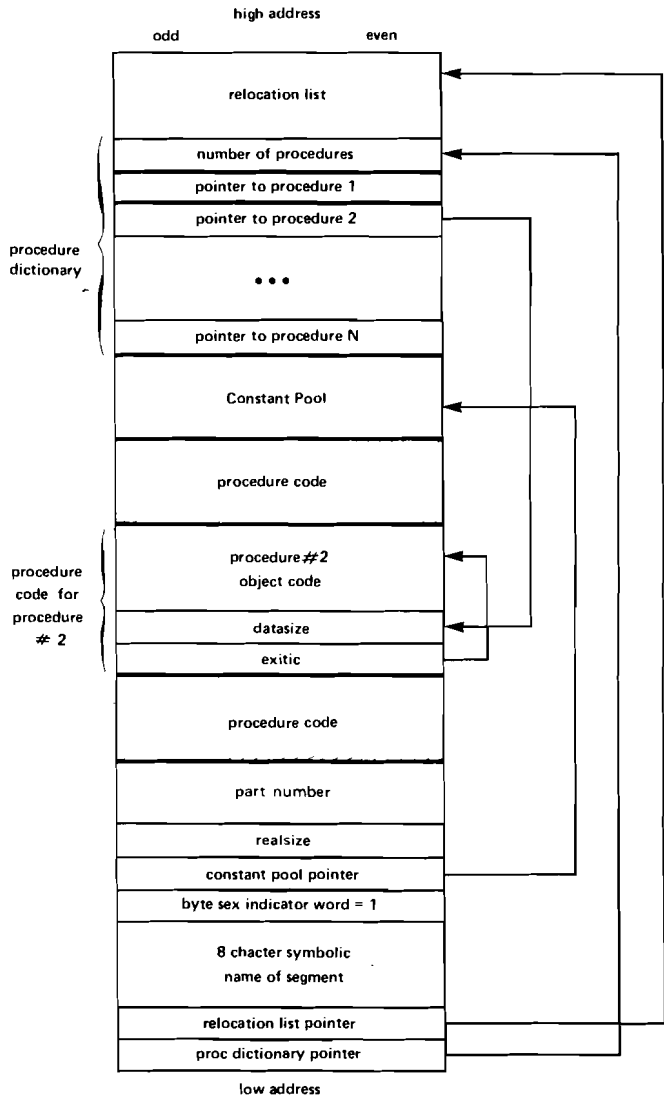 high address
odd even
relocation list
number of procedures
pointer to procedure 1
pointer to procedure 2
procedure
dictionary
•••
pointer to procedure N
Constant Pool
procedure code
procedure #2
object code
procedure
code for
procedure
# 2
datasize
exitic
procedure code
part number
realsize
constant pool pointer
byte sex indicator word = 1
8 chacter symbolic
name of segment
relocation list pointer
proc dictionary pointer
low address